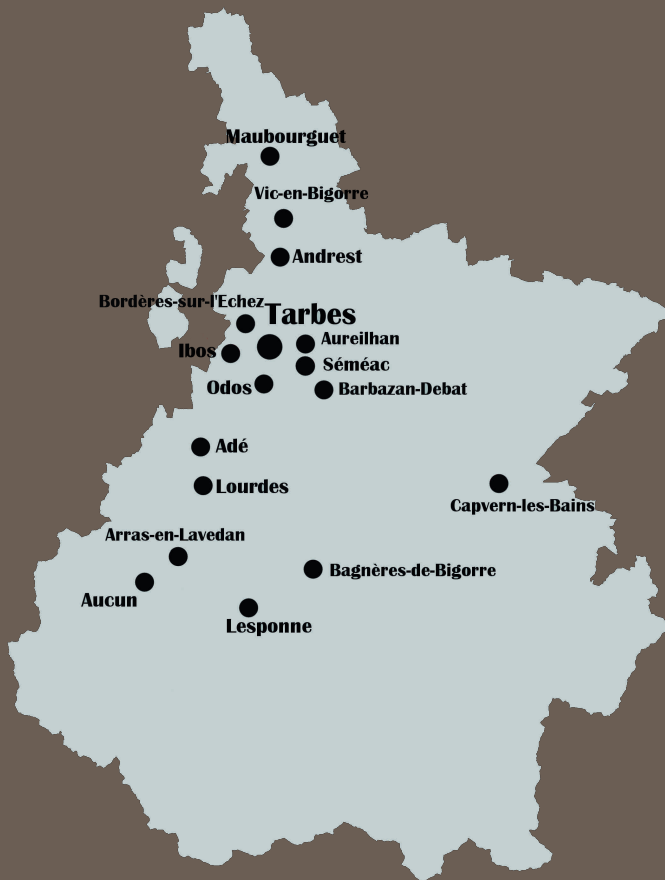 Maubourguet
Vic-en-Bigorre
Andrest
Bordères-sur-l'Echez
Tarbes
Aureilhan
Ibos
Séméac
Odos
Barbazan-Debat
Adé
Lourdes
Capvern-les-Bains
Arras-en-Lavedan
Bagnères-de-Bigorre
Aucun
Lesponne